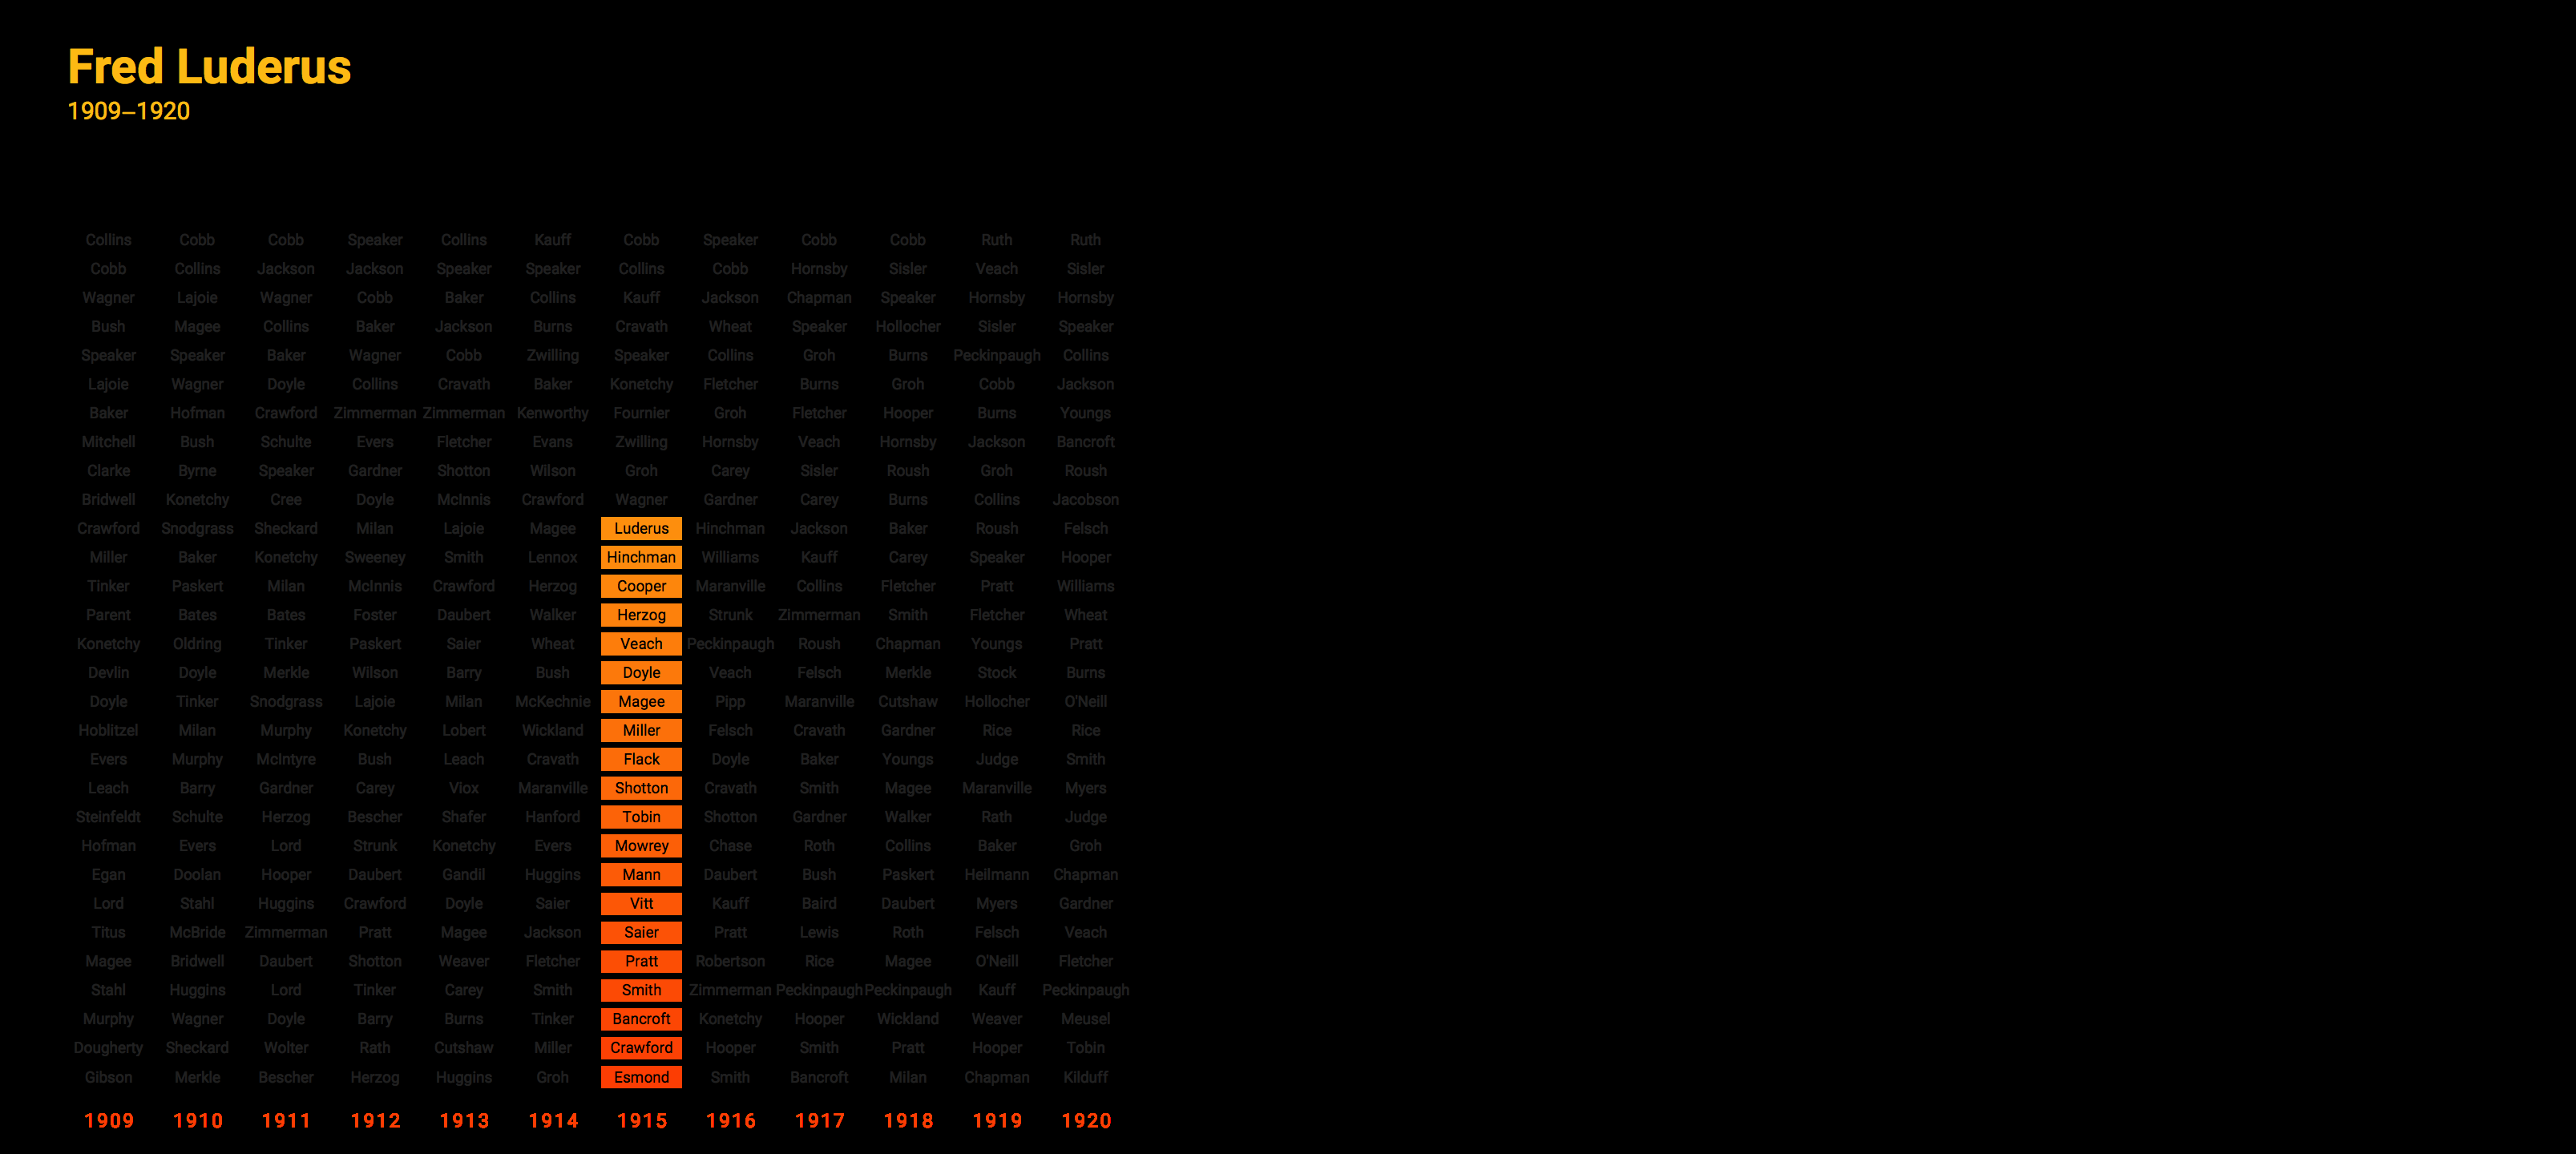 Fred Luderus
1909–1920
Collins Cobb Cobb Speaker Collins Kauff Cobb Speaker Cobb Cobb Ruth Ruth
Cobb Collins Jackson Jackson Speaker Speaker Collins Cobb Hornsby Sisler Veach Sisler
Wagner Lajoie Wagner Cobb Baker Collins Kauff Jackson Chapman Speaker Hornsby Hornsby
Bush Magee Collins Baker Jackson Burns Cravath Wheat Speaker Hollocher Sisler Speaker
Speaker Speaker Baker Wagner Cobb Zwilling Speaker Collins Groh Burns Peckinpaugh Collins
Lajoie Wagner Doyle Collins Cravath Baker Konetchy Fletcher Burns Groh Cobb Jackson
Baker Hofman Crawford Zimmerman Zimmerman Kenworthy Fournier Groh Fletcher Hooper Burns Youngs
Mitchell Bush Schulte Evers Fletcher Evans Zwilling Hornsby Veach Hornsby Jackson Bancroft
Clarke Byrne Speaker Gardner Shotton Wilson Groh Carey Sisler Roush Groh Roush
Bridwell Konetchy Cree Doyle McInnis Crawford Wagner Gardner Carey Burns Collins Jacobson
Crawford Snodgrass Sheckard Milan Lajoie Magee Luderus Hinchman Jackson Baker Roush Felsch
Miller Baker Konetchy Sweeney Smith Lennox Hinchman Williams Kauff Carey Speaker Hooper
Tinker Paskert Milan McInnis Crawford Herzog Cooper Maranville Collins Fletcher Pratt Williams
Parent Bates Bates Foster Daubert Walker Herzog Strunk Zimmerman Smith Fletcher Wheat
Konetchy Oldring Tinker Paskert Saier Wheat Veach Peckinpaugh Roush Chapman Youngs Pratt
Devlin Doyle Merkle Wilson Barry Bush Doyle Veach Felsch Merkle Stock Burns
Doyle Tinker Snodgrass Lajoie Milan McKechnie Magee Pipp Maranville Cutshaw Hollocher O'Neill
Hoblitzel Milan Murphy Konetchy Lobert Wickland Miller Felsch Cravath Gardner Rice Rice
Evers Murphy McIntyre Bush Leach Cravath Flack Doyle Baker Youngs Judge Smith
Leach Barry Gardner Carey Viox Maranville Shotton Cravath Smith Magee Maranville Myers
Steinfeldt Schulte Herzog Bescher Shafer Hanford Tobin Shotton Gardner Walker Rath Judge
Hofman Evers Lord Strunk Konetchy Evers Mowrey Chase Roth Collins Baker Groh
Egan Doolan Hooper Daubert Gandil Huggins Mann Daubert Bush Paskert Heilmann Chapman
Lord Stahl Huggins Crawford Doyle Saier Vitt Kauff Baird Daubert Myers Gardner
Titus McBride Zimmerman Pratt Magee Jackson Saier Pratt Lewis Roth Felsch Veach
Magee Bridwell Daubert Shotton Weaver Fletcher Pratt Robertson Rice Magee O'Neill Fletcher
Stahl Huggins Lord Tinker Carey Smith Smith Zimmerman Peckinpaugh Peckinpaugh Kauff Peckinpaugh
Murphy Wagner Doyle Barry Burns Tinker Bancroft Konetchy Hooper Wickland Weaver Meusel
Dougherty Sheckard Wolter Rath Cutshaw Miller Crawford Hooper Smith Pratt Hooper Tobin
Gibson Merkle Bescher Herzog Huggins Groh Esmond Smith Bancroft Milan Chapman Kilduff
1909 1910 1911 1912 1913 1914 1915 1916 1917 1918 1919 1920